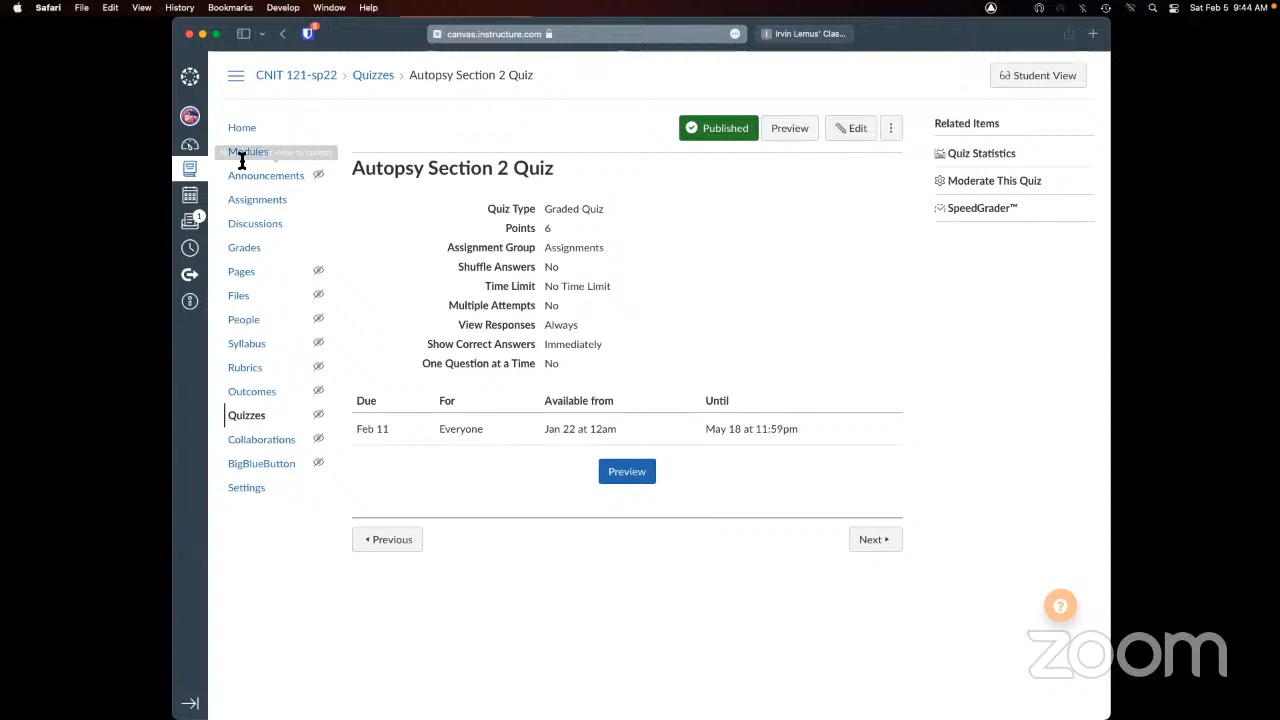 Safari File Edit View History Bookmarks Develop Window Help
Sat Feb 5 9:44 AM
canvas.instructure.com
Irvin Lemus' Clas...
CNIT 121-sp22 › Quizzes › Autopsy Section 2 Quiz
Student View
Home
Modules
Announcements
Assignments
Discussions
Grades
Pages
Files
People
Syllabus
Rubrics
Outcomes
Quizzes
Collaborations
BigBlueButton
Settings
1
Published
Preview
Edit
Autopsy Section 2 Quiz
Quiz Type Graded Quiz
Points 6
Assignment Group Assignments
Shuffle Answers No
Time Limit No Time Limit
Multiple Attempts No
View Responses Always
Show Correct Answers Immediately
One Question at a Time No
Due For Available from Until
Feb 11 Everyone Jan 22 at 12am May 18 at 11:59pm
Preview
Previous
Next
Related Items
Quiz Statistics
Moderate This Quiz
SpeedGrader™
zoom